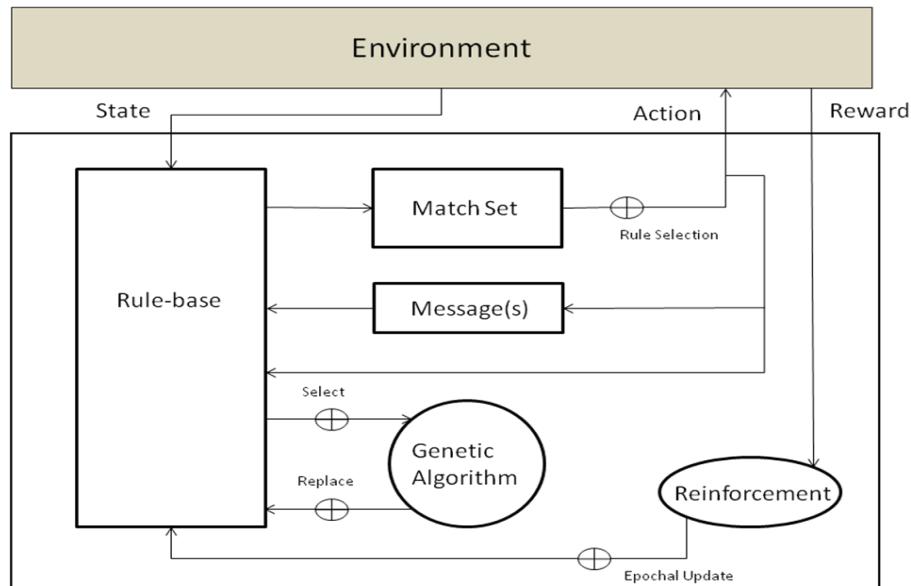 Environment
State
Action
Reward
Match Set
Rule Selection
Rule-base
Message(s)
Select
Genetic
Algorithm
Replace
Reinforcement
Epochal Update